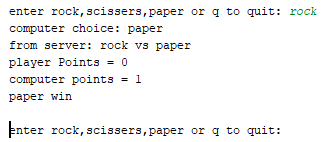 enter rock,scissers,paper or q to quit: rock
computer choice: paper
from server: rock vs paper
player Points = 0
computer points = 1
paper win
enter rock,scissers,paper or q to quit: